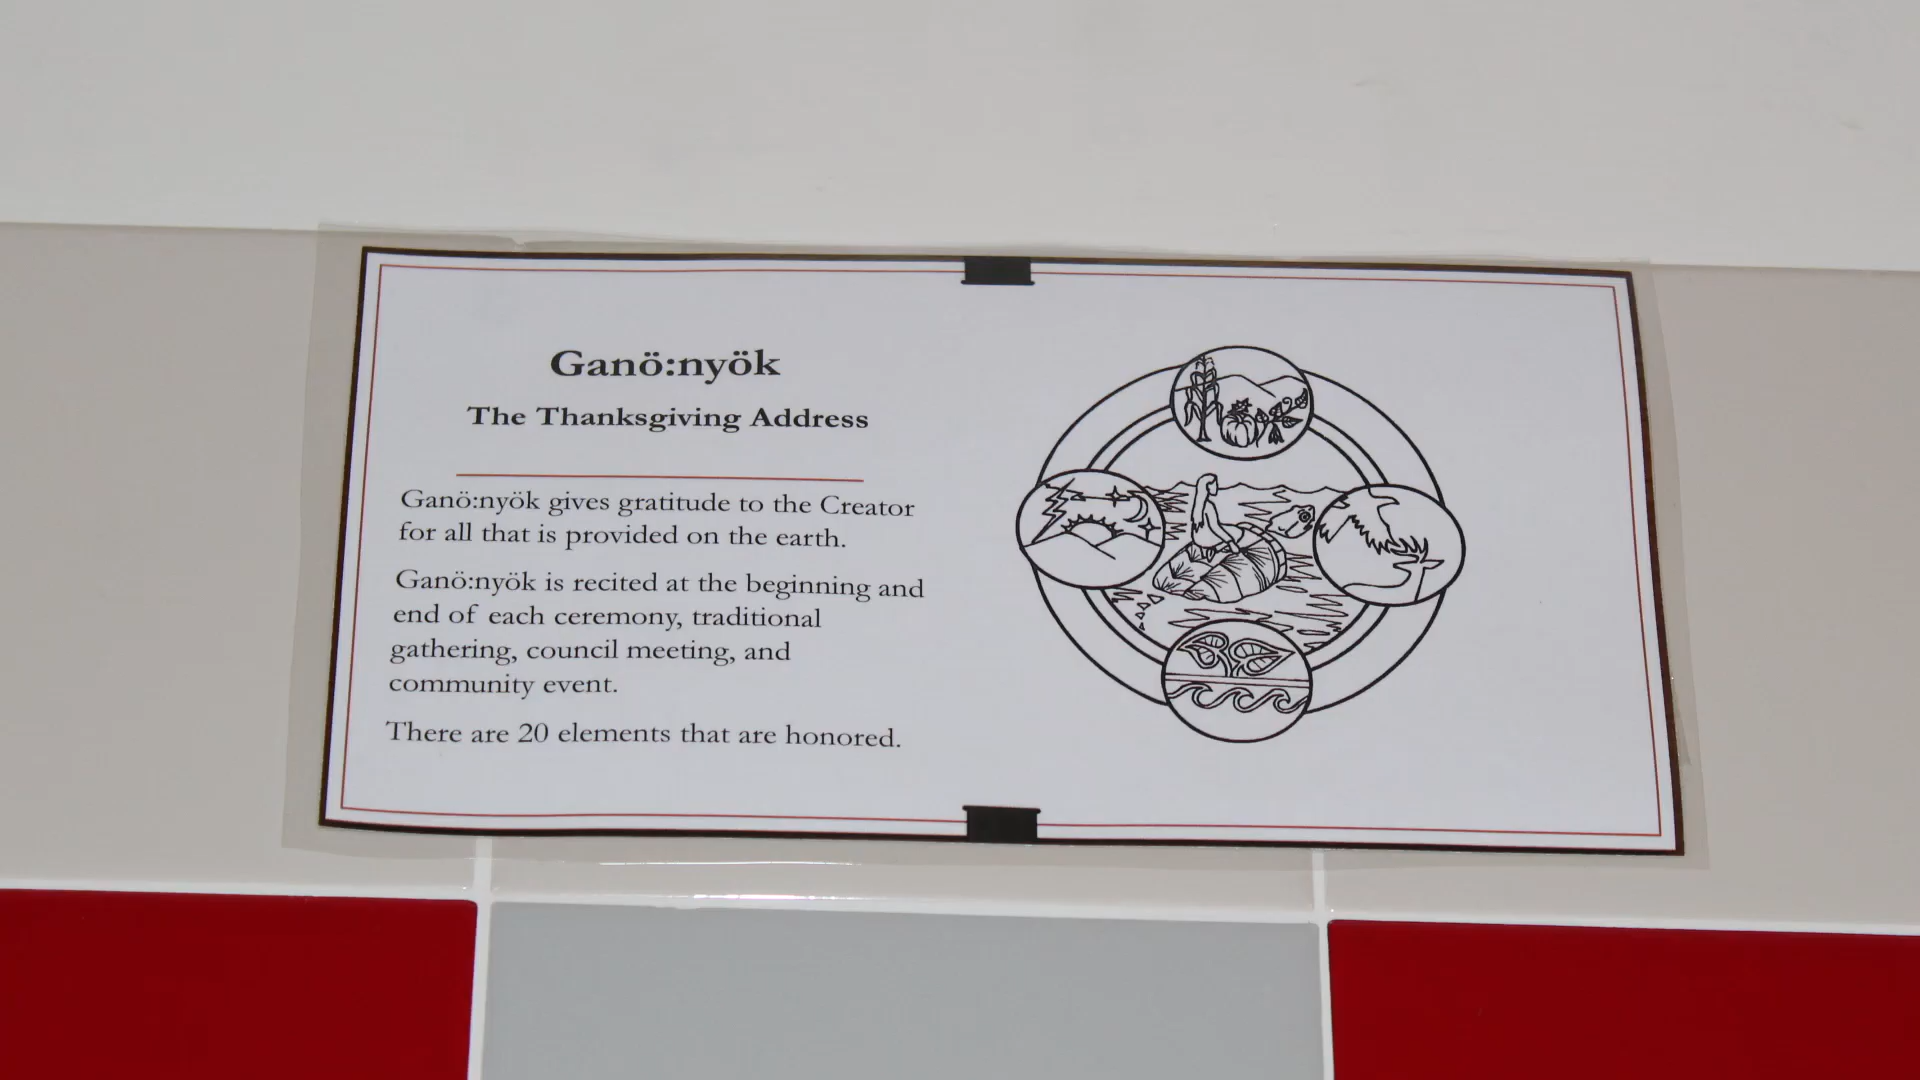 Ganö:nyök
The Thanksgiving Address
Ganö:nyök gives gratitude to the Creator
for all that is provided on the earth.
Ganö:nyök is recited at the beginning and
end of each ceremony, traditional
gathering, council meeting, and
community event.
There are 20 elements that are honored.